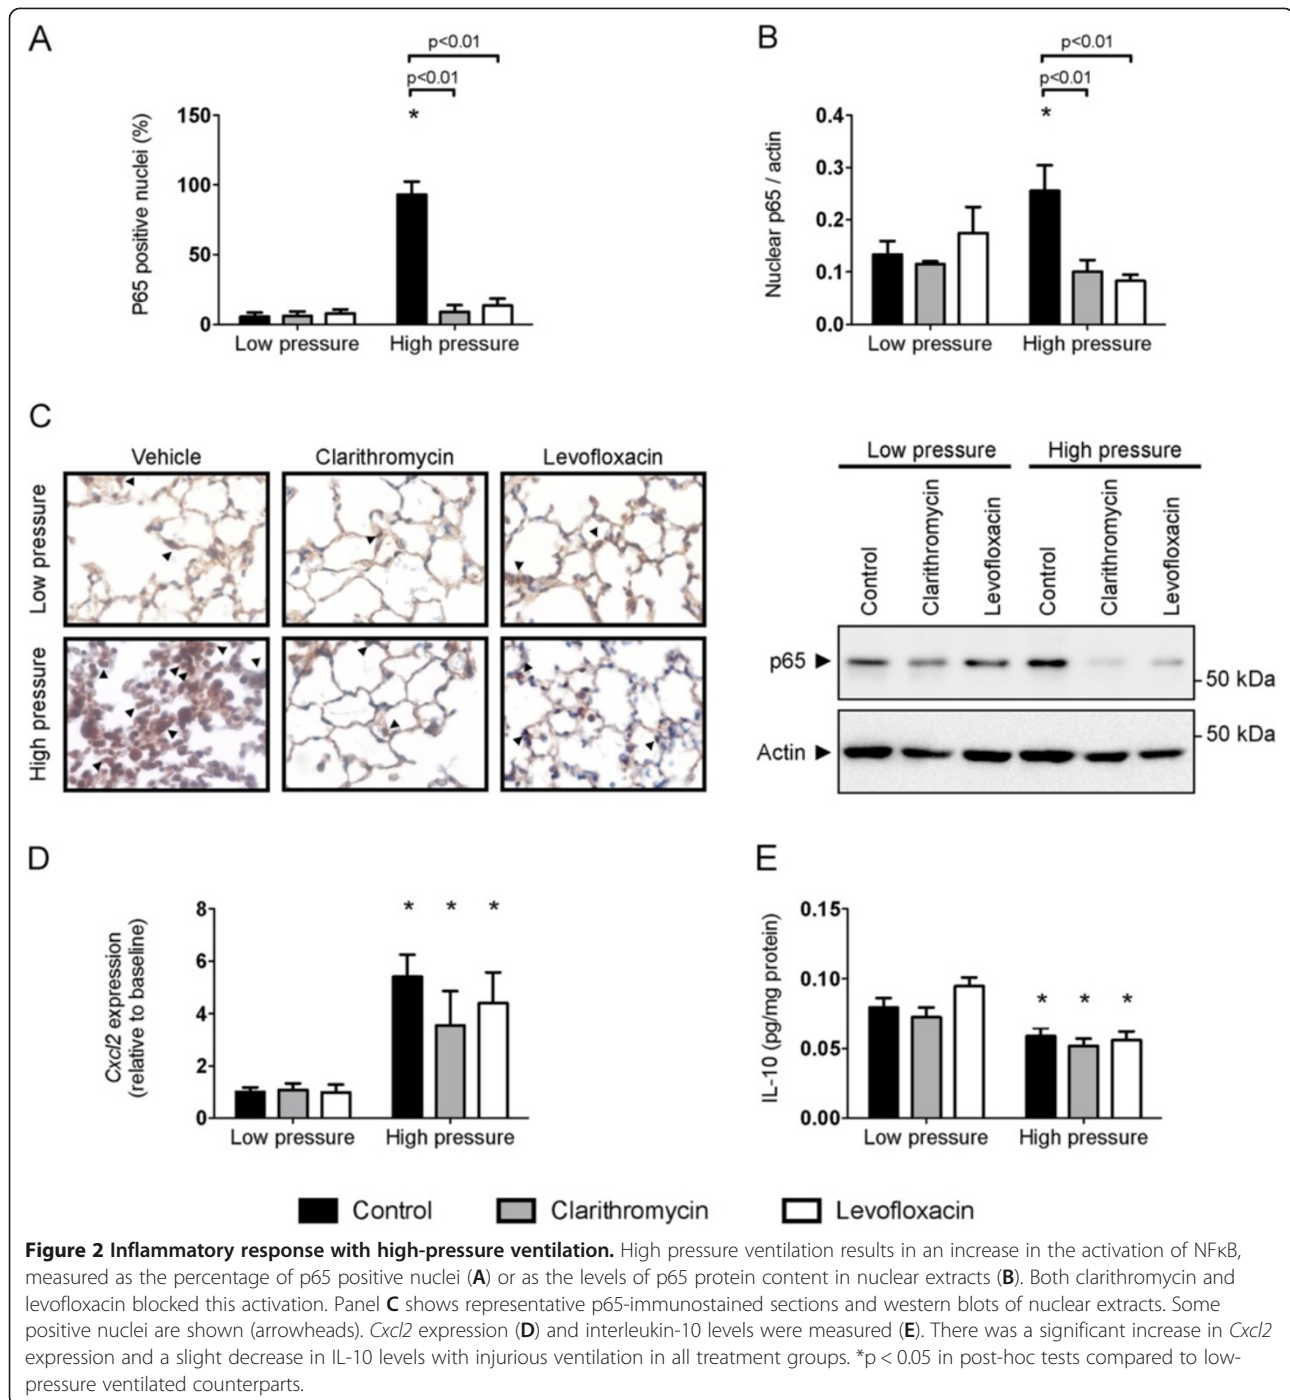 A
p<0.01
p<0.01
*
P65 positive nuclei (%)
150
100
50
0
Low pressure
High pressure
B
p<0.01
p<0.01
*
Nuclear p65 / actin
0.4
0.3
0.2
0.1
0.0
Low pressure
High pressure
C
Vehicle
Clarithromycin
Levofloxacin
Low pressure
High pressure
Low pressure
High pressure
Control
Clarithromycin
Levofloxacin
Control
Clarithromycin
Levofloxacin
p65
50 kDa
Actin
50 kDa
D
Cxcl2 expression
(relative to baseline)
8
6
4
2
0
* * *
Low pressure
High pressure
E
IL-10 (pg/mg protein)
0.15
0.10
0.05
0.00
* * *
Low pressure
High pressure
Control
Clarithromycin
Levofloxacin
Figure 2 Inflammatory response with high-pressure ventilation. High pressure ventilation results in an increase in the activation of NFκB,
measured as the percentage of p65 positive nuclei (A) or as the levels of p65 protein content in nuclear extracts (B). Both clarithromycin and
levofloxacin blocked this activation. Panel C shows representative p65-immunostained sections and western blots of nuclear extracts. Some
positive nuclei are shown (arrowheads). Cxcl2 expression (D) and interleukin-10 levels were measured (E). There was a significant increase in Cxcl2
expression and a slight decrease in IL-10 levels with injurious ventilation in all treatment groups. *p < 0.05 in post-hoc tests compared to low-
pressure ventilated counterparts.